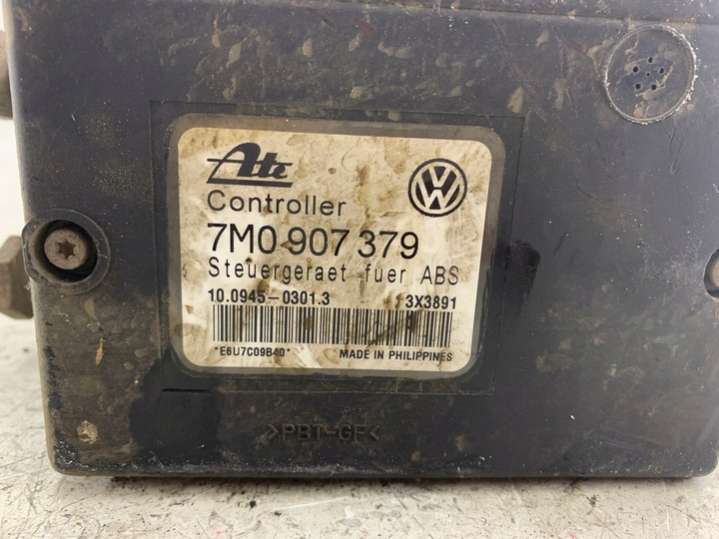 Ate
Controller
7M0 907 379
Steuergeraet fuer ABS
10.0945-0301.3 3X3891
*E6U7C09B40* MADE IN PHILIPPINES
>PBT-GF<